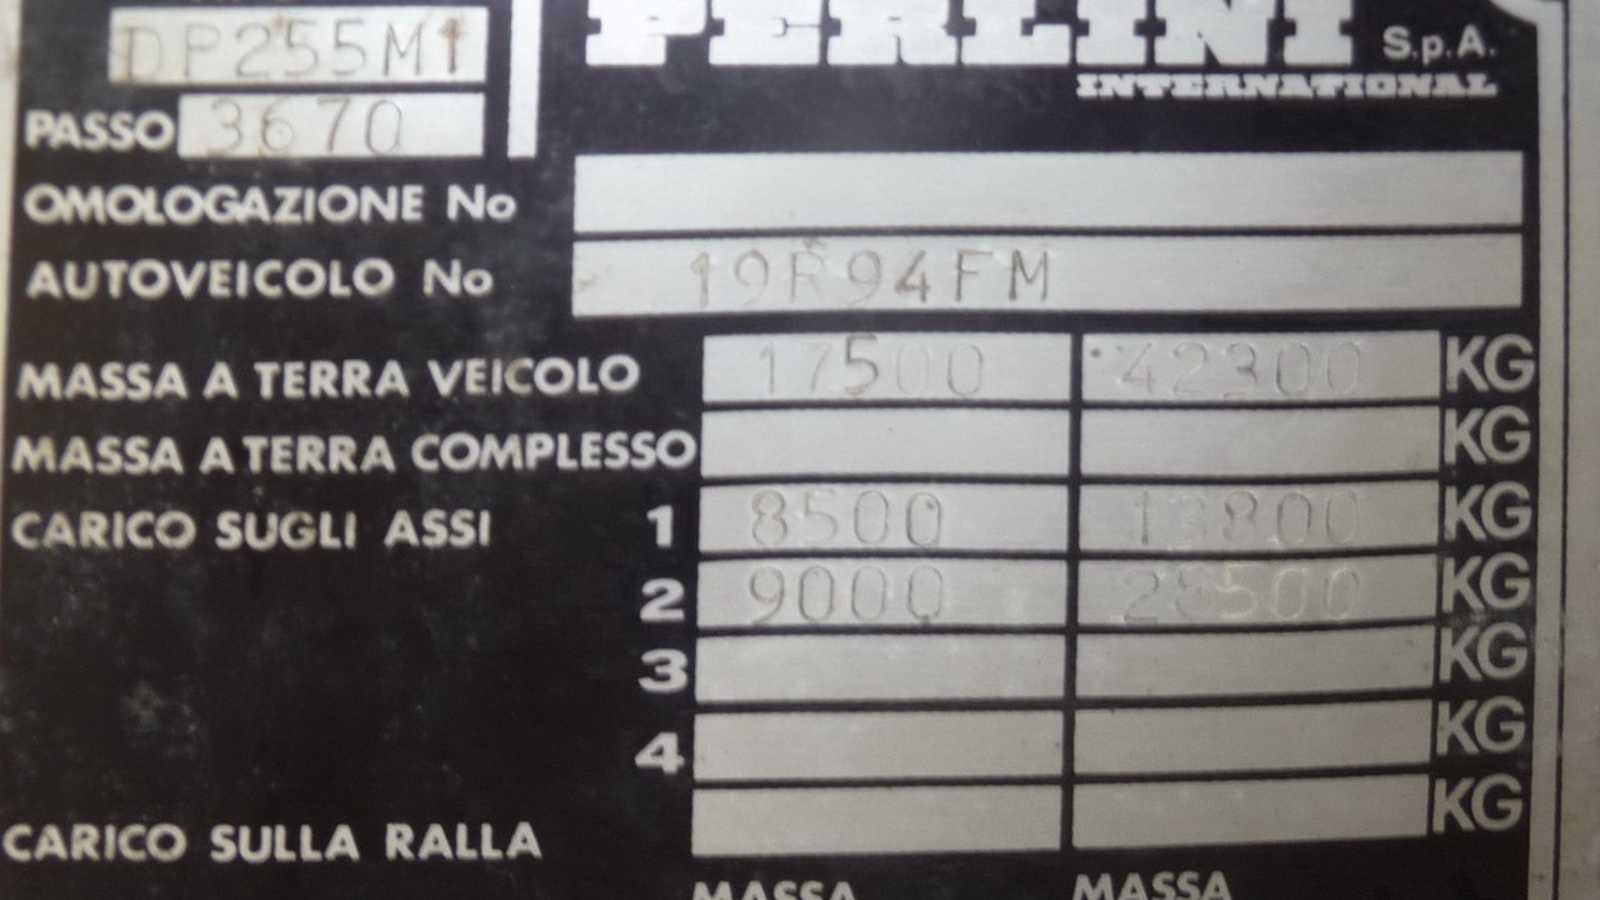 DP255M1
PERLINI S.p.A.
INTERNATIONAL
PASSO 3670
OMOLOGAZIONE No
AUTOVEICOLO No 19R94FM
MASSA A TERRA VEICOLO 17500 42300 KG
MASSA A TERRA COMPLESSO KG
CARICO SUGLI ASSI 1 8500 13800 KG
2 9000 28500 KG
3 KG
4 KG
CARICO SULLA RALLA KG
MASSA MASSA